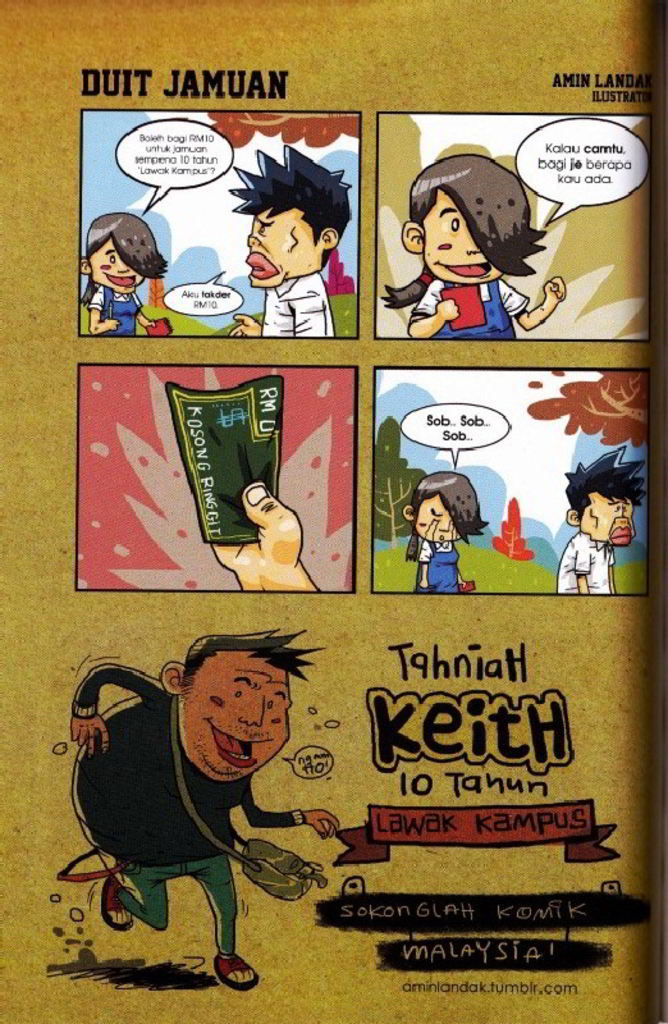 DUIT JAMUAN
AMIN LANDAK
ILLUSTRATOR
Boleh bagi RM10
untuk jamuan
sempena 10 tahun
"Lawak Kampus"?
Aku takder
RM10.
Kalau camtu,
bagi je berapa
kau ada.
RM 0
KOSONG RINGGIT
Sob.. Sob..
Sob..
Tahniah
Keith
10 Tahun
LAWAK KAMPUS
HO!
SOKONGLAH KOMIK
MALAYSIA!
aminlandak.tumblr.com